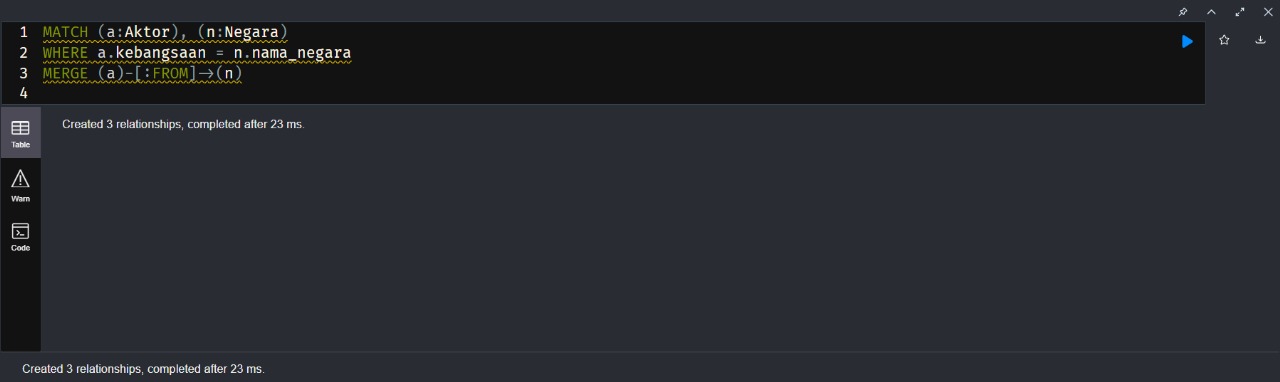 1 MATCH (a:Aktor), (n:Negara)
2 WHERE a.kebangsaan = n.nama_negara
3 MERGE (a)-[:FROM]->(n)
4
Table
Created 3 relationships, completed after 23 ms.
Warn
Code
Created 3 relationships, completed after 23 ms.